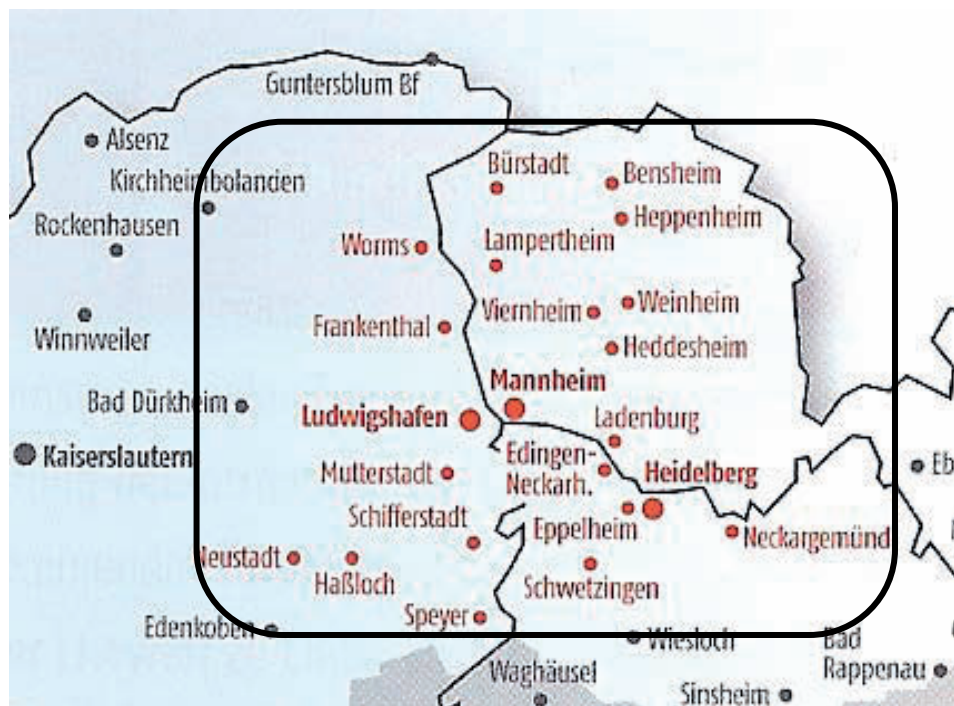 Guntersblum Bf
Alsenz
Bürstadt
Bensheim
Kirchheimbolanden
Rockenhausen
Heppenheim
Worms
Lampertheim
Weinheim
Viernheim
Frankenthal
Winnweiler
Heddesheim
Mannheim
Bad Dürkheim
Ludwigshafen
Ladenburg
Kaiserslautern
Edingen-
Neckarh.
Heidelberg
Eb
Mutterstadt
Schifferstadt
Eppelheim
Neckargemünd
Neustadt
Haßloch
Schwetzingen
Speyer
Edenkoben
Wiesloch
Bad
Rappenau
Waghäusel
Sinsheim